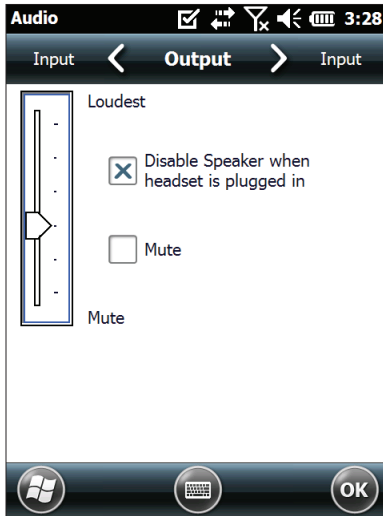 Audio 3:28
Input Output Input
Loudest
Disable Speaker when
headset is plugged in
Mute
Mute
OK